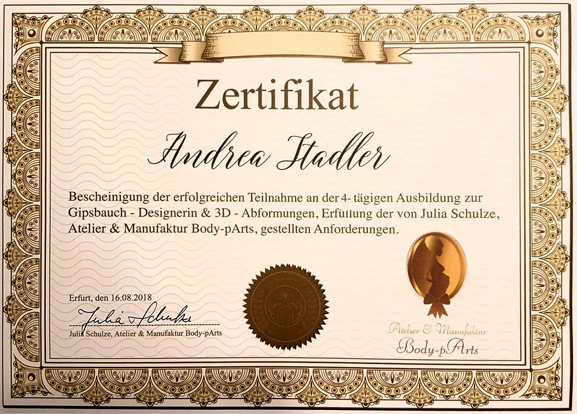 Zertifikat
Andrea Stadler
Bescheinigung der erfolgreichen Teilnahme an der 4- tägigen Ausbildung zur
Gipsbauch - Designerin & 3D - Abformungen, Erfüllung der von Julia Schulze,
Atelier & Manufaktur Body-pArts, gestellten Anforderungen.
Erfurt, den 16.08.2018
Julia Schulze
Julia Schulze, Atelier & Manufaktur Body-pArts
Atelier & Manufaktur
Body-pArts